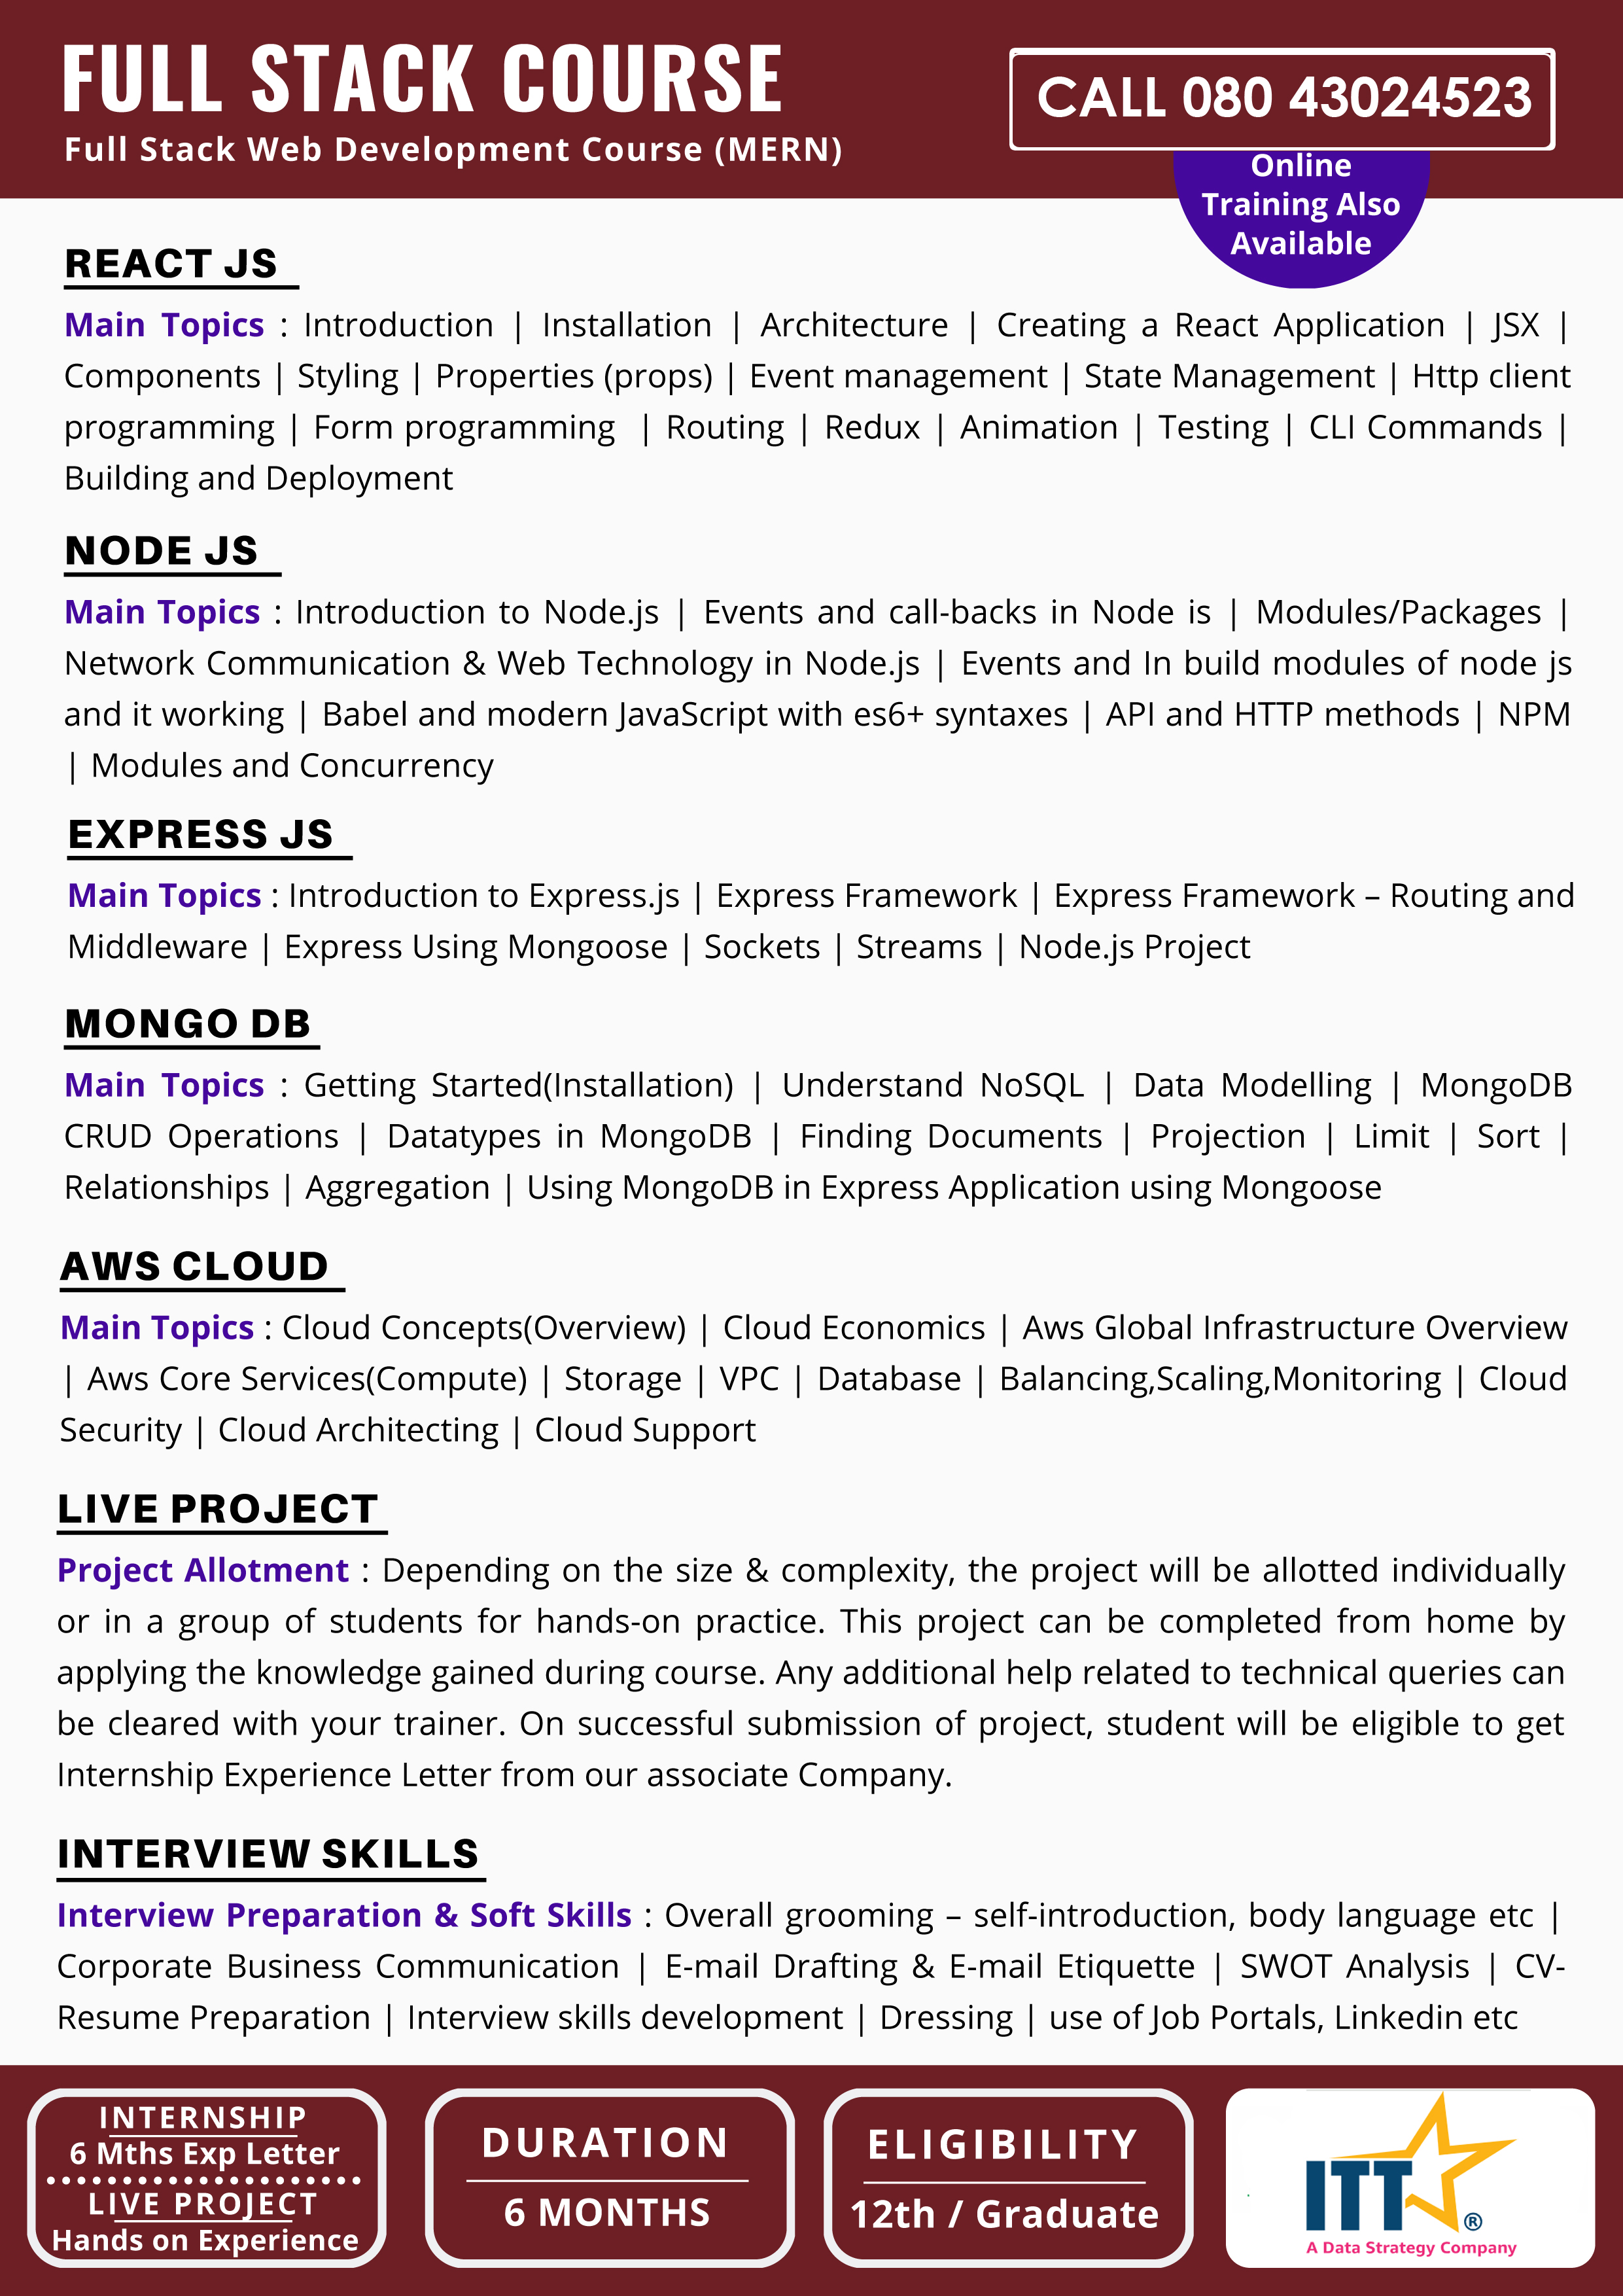 FULL STACK COURSE
Full Stack Web Development Course (MERN)
CALL 080 43024523
Online
Training Also
Available
REACT JS
Main Topics : Introduction | Installation | Architecture | Creating a React Application | JSX |
Components | Styling | Properties (props) | Event management | State Management | Http client
programming | Form programming | Routing | Redux | Animation | Testing | CLI Commands |
Building and Deployment
NODE JS
Main Topics : Introduction to Node.js | Events and call-backs in Node is | Modules/Packages |
Network Communication & Web Technology in Node.js | Events and In build modules of node js
and it working | Babel and modern JavaScript with es6+ syntaxes | API and HTTP methods | NPM
| Modules and Concurrency
EXPRESS JS
Main Topics : Introduction to Express.js | Express Framework | Express Framework – Routing and
Middleware | Express Using Mongoose | Sockets | Streams | Node.js Project
MONGO DB
Main Topics : Getting Started(Installation) | Understand NoSQL | Data Modelling | MongoDB
CRUD Operations | Datatypes in MongoDB | Finding Documents | Projection | Limit | Sort |
Relationships | Aggregation | Using MongoDB in Express Application using Mongoose
AWS CLOUD
Main Topics : Cloud Concepts(Overview) | Cloud Economics | Aws Global Infrastructure Overview
| Aws Core Services(Compute) | Storage | VPC | Database | Balancing,Scaling,Monitoring | Cloud
Security | Cloud Architecting | Cloud Support
LIVE PROJECT
Project Allotment : Depending on the size & complexity, the project will be allotted individually
or in a group of students for hands-on practice. This project can be completed from home by
applying the knowledge gained during course. Any additional help related to technical queries can
be cleared with your trainer. On successful submission of project, student will be eligible to get
Internship Experience Letter from our associate Company.
INTERVIEW SKILLS
Interview Preparation & Soft Skills : Overall grooming – self-introduction, body language etc |
Corporate Business Communication | E-mail Drafting & E-mail Etiquette | SWOT Analysis | CV-
Resume Preparation | Interview skills development | Dressing | use of Job Portals, Linkedin etc
INTERNSHIP
6 Mths Exp Letter
LIVE PROJECT
Hands on Experience
DURATION
6 MONTHS
ELIGIBILITY
12th / Graduate
ITT ®
A Data Strategy Company